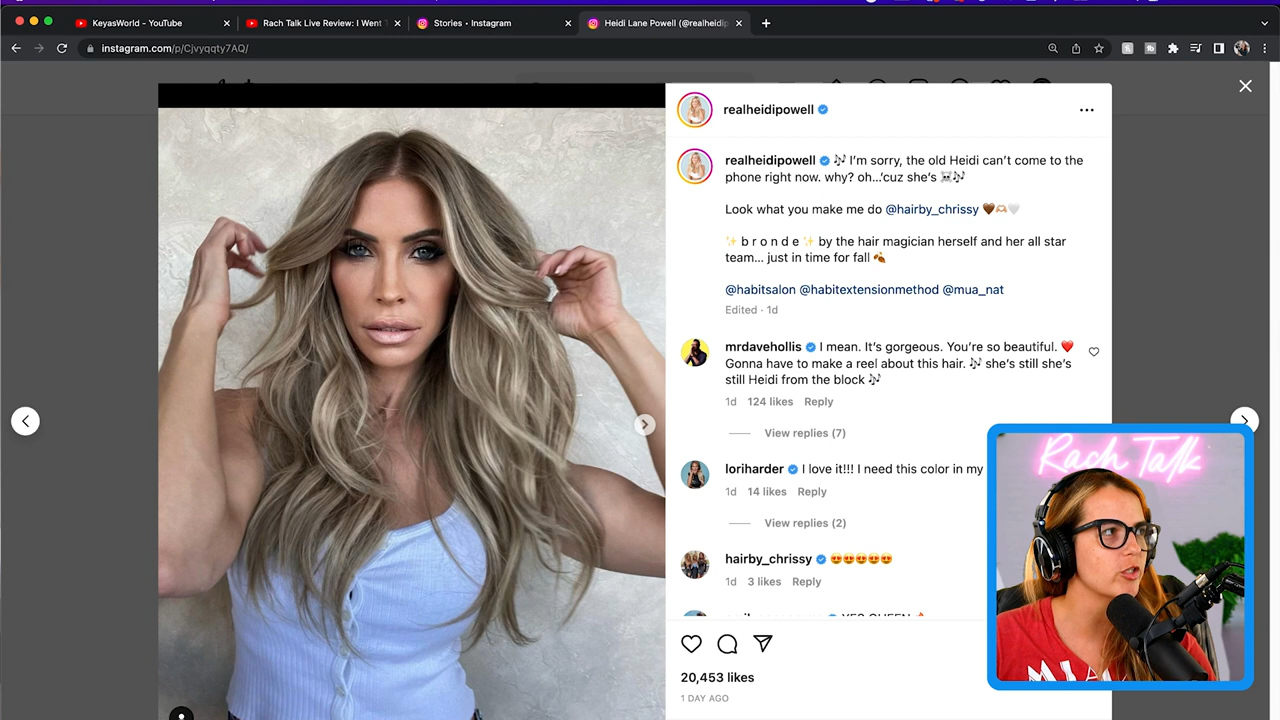 KeyasWorld - YouTube
Rach Talk Live Review: I Went T
Stories • Instagram
Heidi Lane Powell (@realheidip
instagram.com/p/Cjvyqqty7AQ/
realheidipowell
realheidipowell 🎶 I'm sorry, the old Heidi can't come to the
phone right now. why? oh...'cuz she's ☠️🎶
Look what you make me do @hairby_chrissy 🤎🫶🏼🤍
✨ b r o n d e ✨ by the hair magician herself and her all star
team... just in time for fall 🍂
@habitsalon @habitextensionmethod @mua_nat
Edited · 1d
mrdavehollis I mean. It's gorgeous. You're so beautiful. ❤️
Gonna have to make a reel about this hair. 🎶 she's still she's
still Heidi from the block 🎶
1d 124 likes Reply
View replies (7)
loriharder I love it!!! I need this color in my
1d 14 likes Reply
View replies (2)
hairby_chrissy 😍😍😍😍😍
1d 3 likes Reply
20,453 likes
1 DAY AGO
Rach Talk